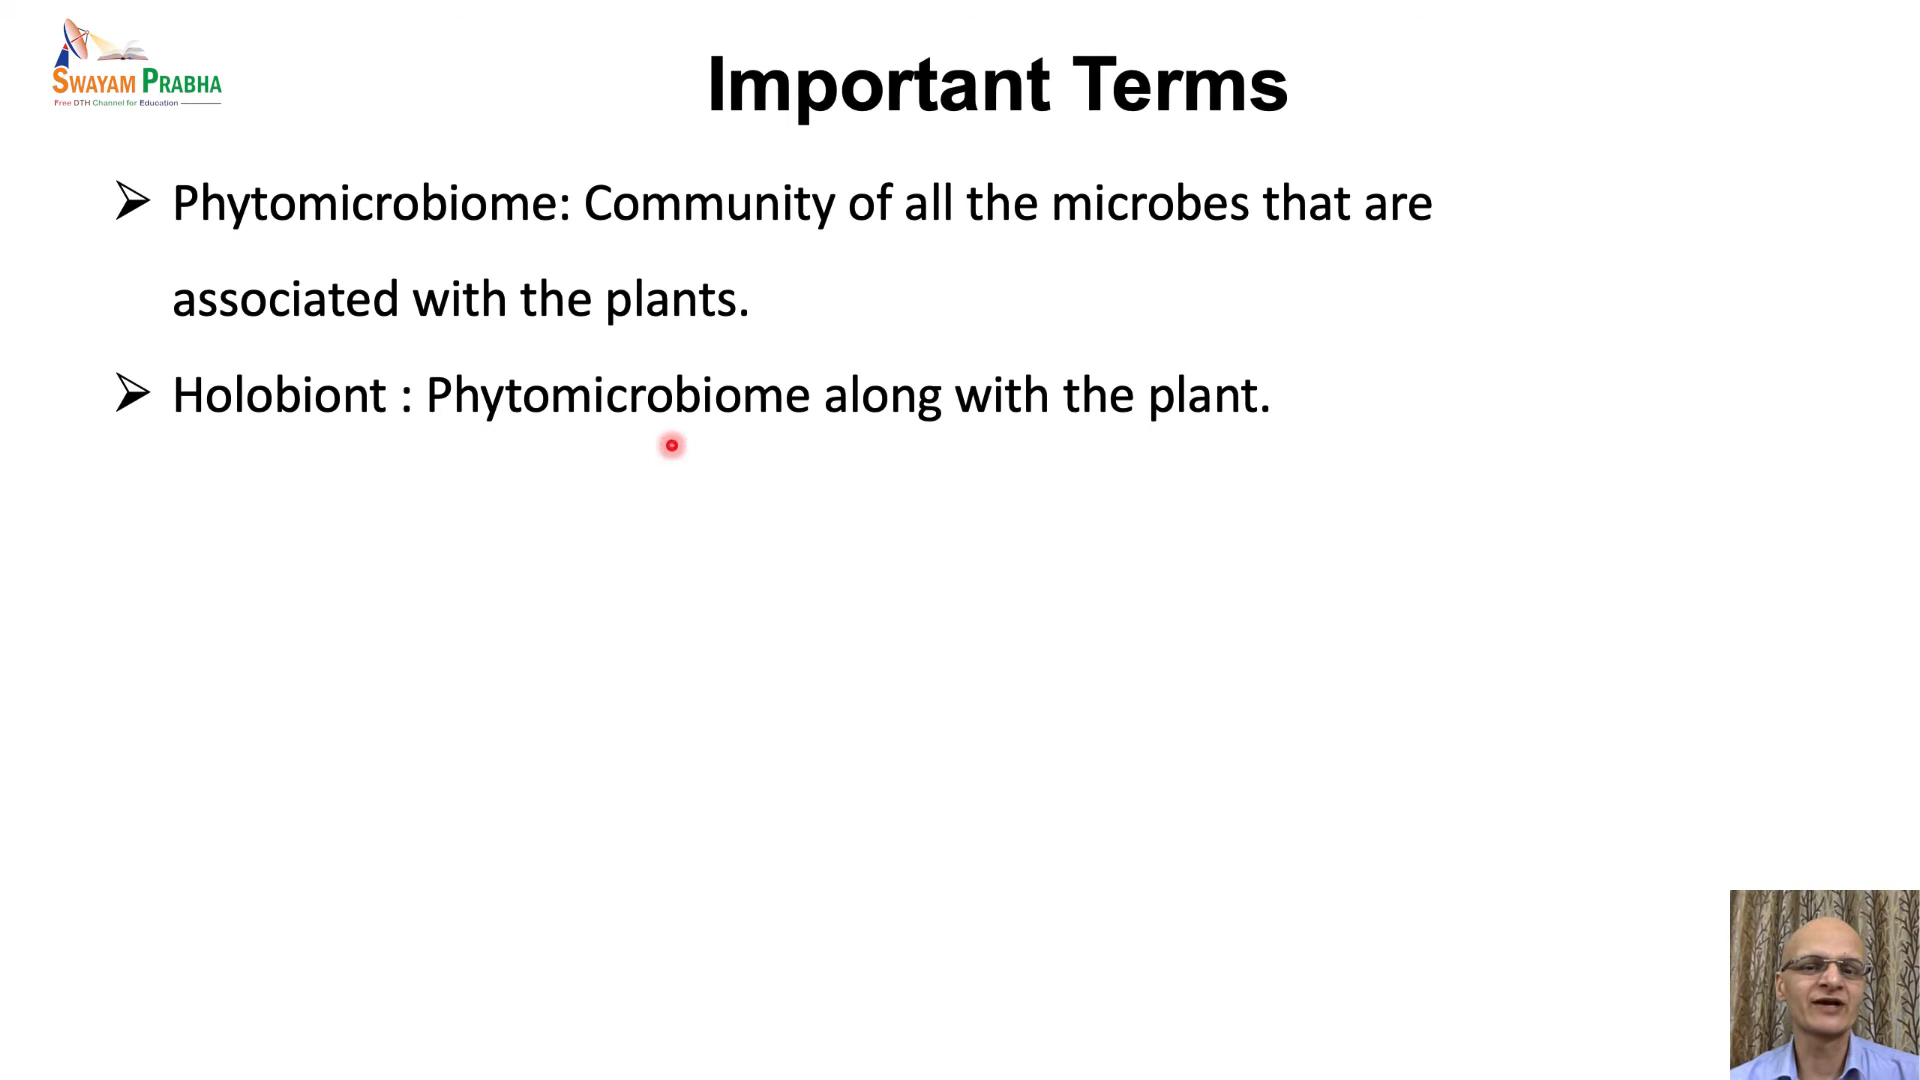 SWAYAM PRABHA
Free DTH Channel for Education
Important Terms
➢ Phytomicrobiome: Community of all the microbes that are
associated with the plants.
➢ Holobiont : Phytomicrobiome along with the plant.